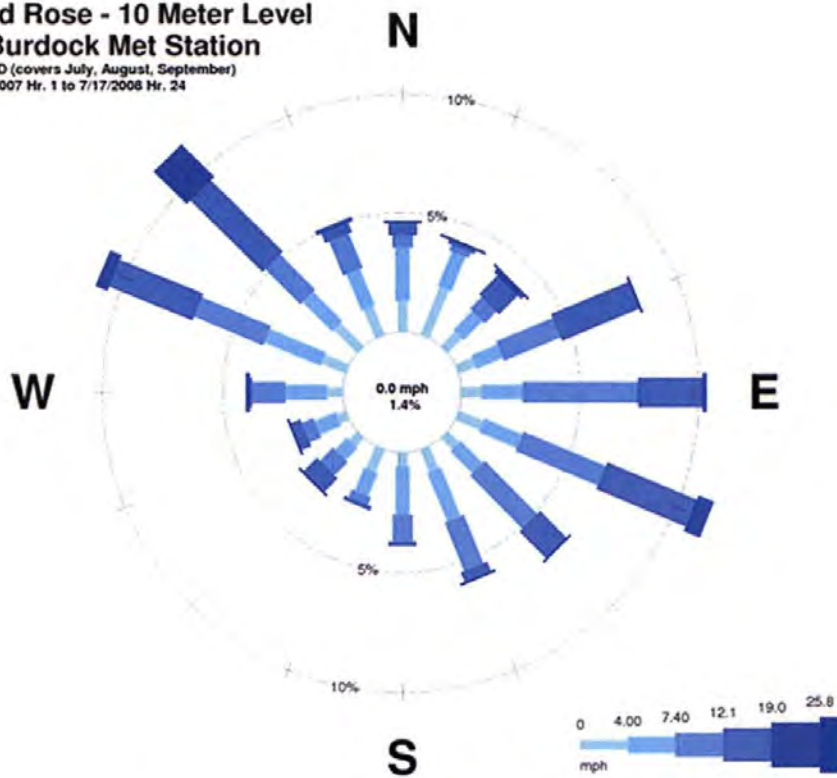 d Rose - 10 Meter Level
Burdock Met Station
D (covers July, August, September)
007 Hr. 1 to 7/17/2008 Hr. 24
N
10%
5%
W
0.0 mph
1.4%
E
5%
10%
S
0 4.00 7.40 12.1 19.0 25.8
mph